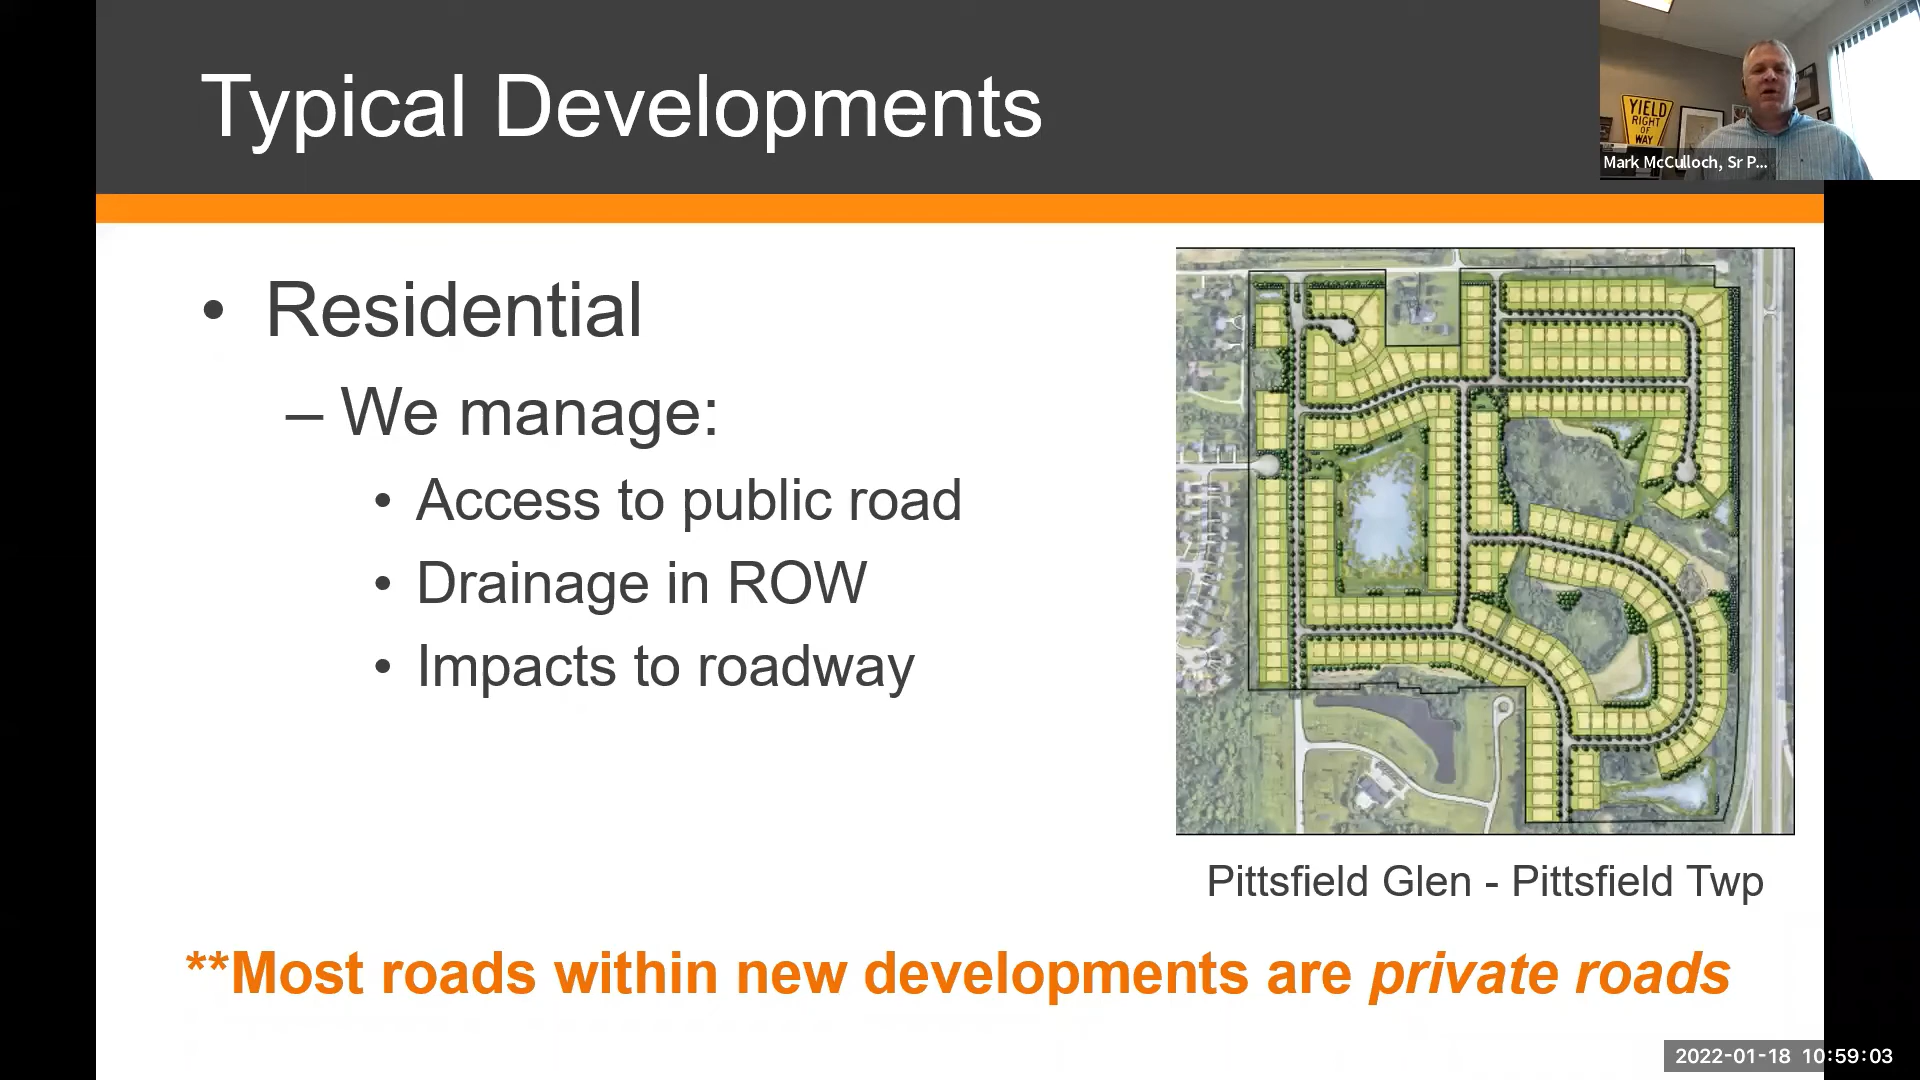 Typical Developments
YIELD
RIGHT
OF
WAY
Mark McCulloch, Sr P...
• Residential
– We manage:
• Access to public road
• Drainage in ROW
• Impacts to roadway
Pittsfield Glen - Pittsfield Twp
**Most roads within new developments are private roads
2022-01-18 10:59:03